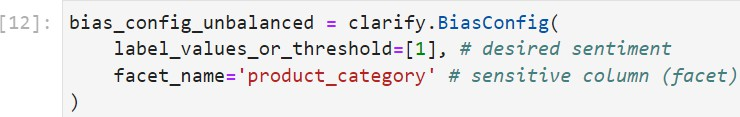 [12]: bias_config_unbalanced = clarify.BiasConfig(
    label_values_or_threshold=[1], # desired sentiment
    facet_name='product_category' # sensitive column (facet)
)